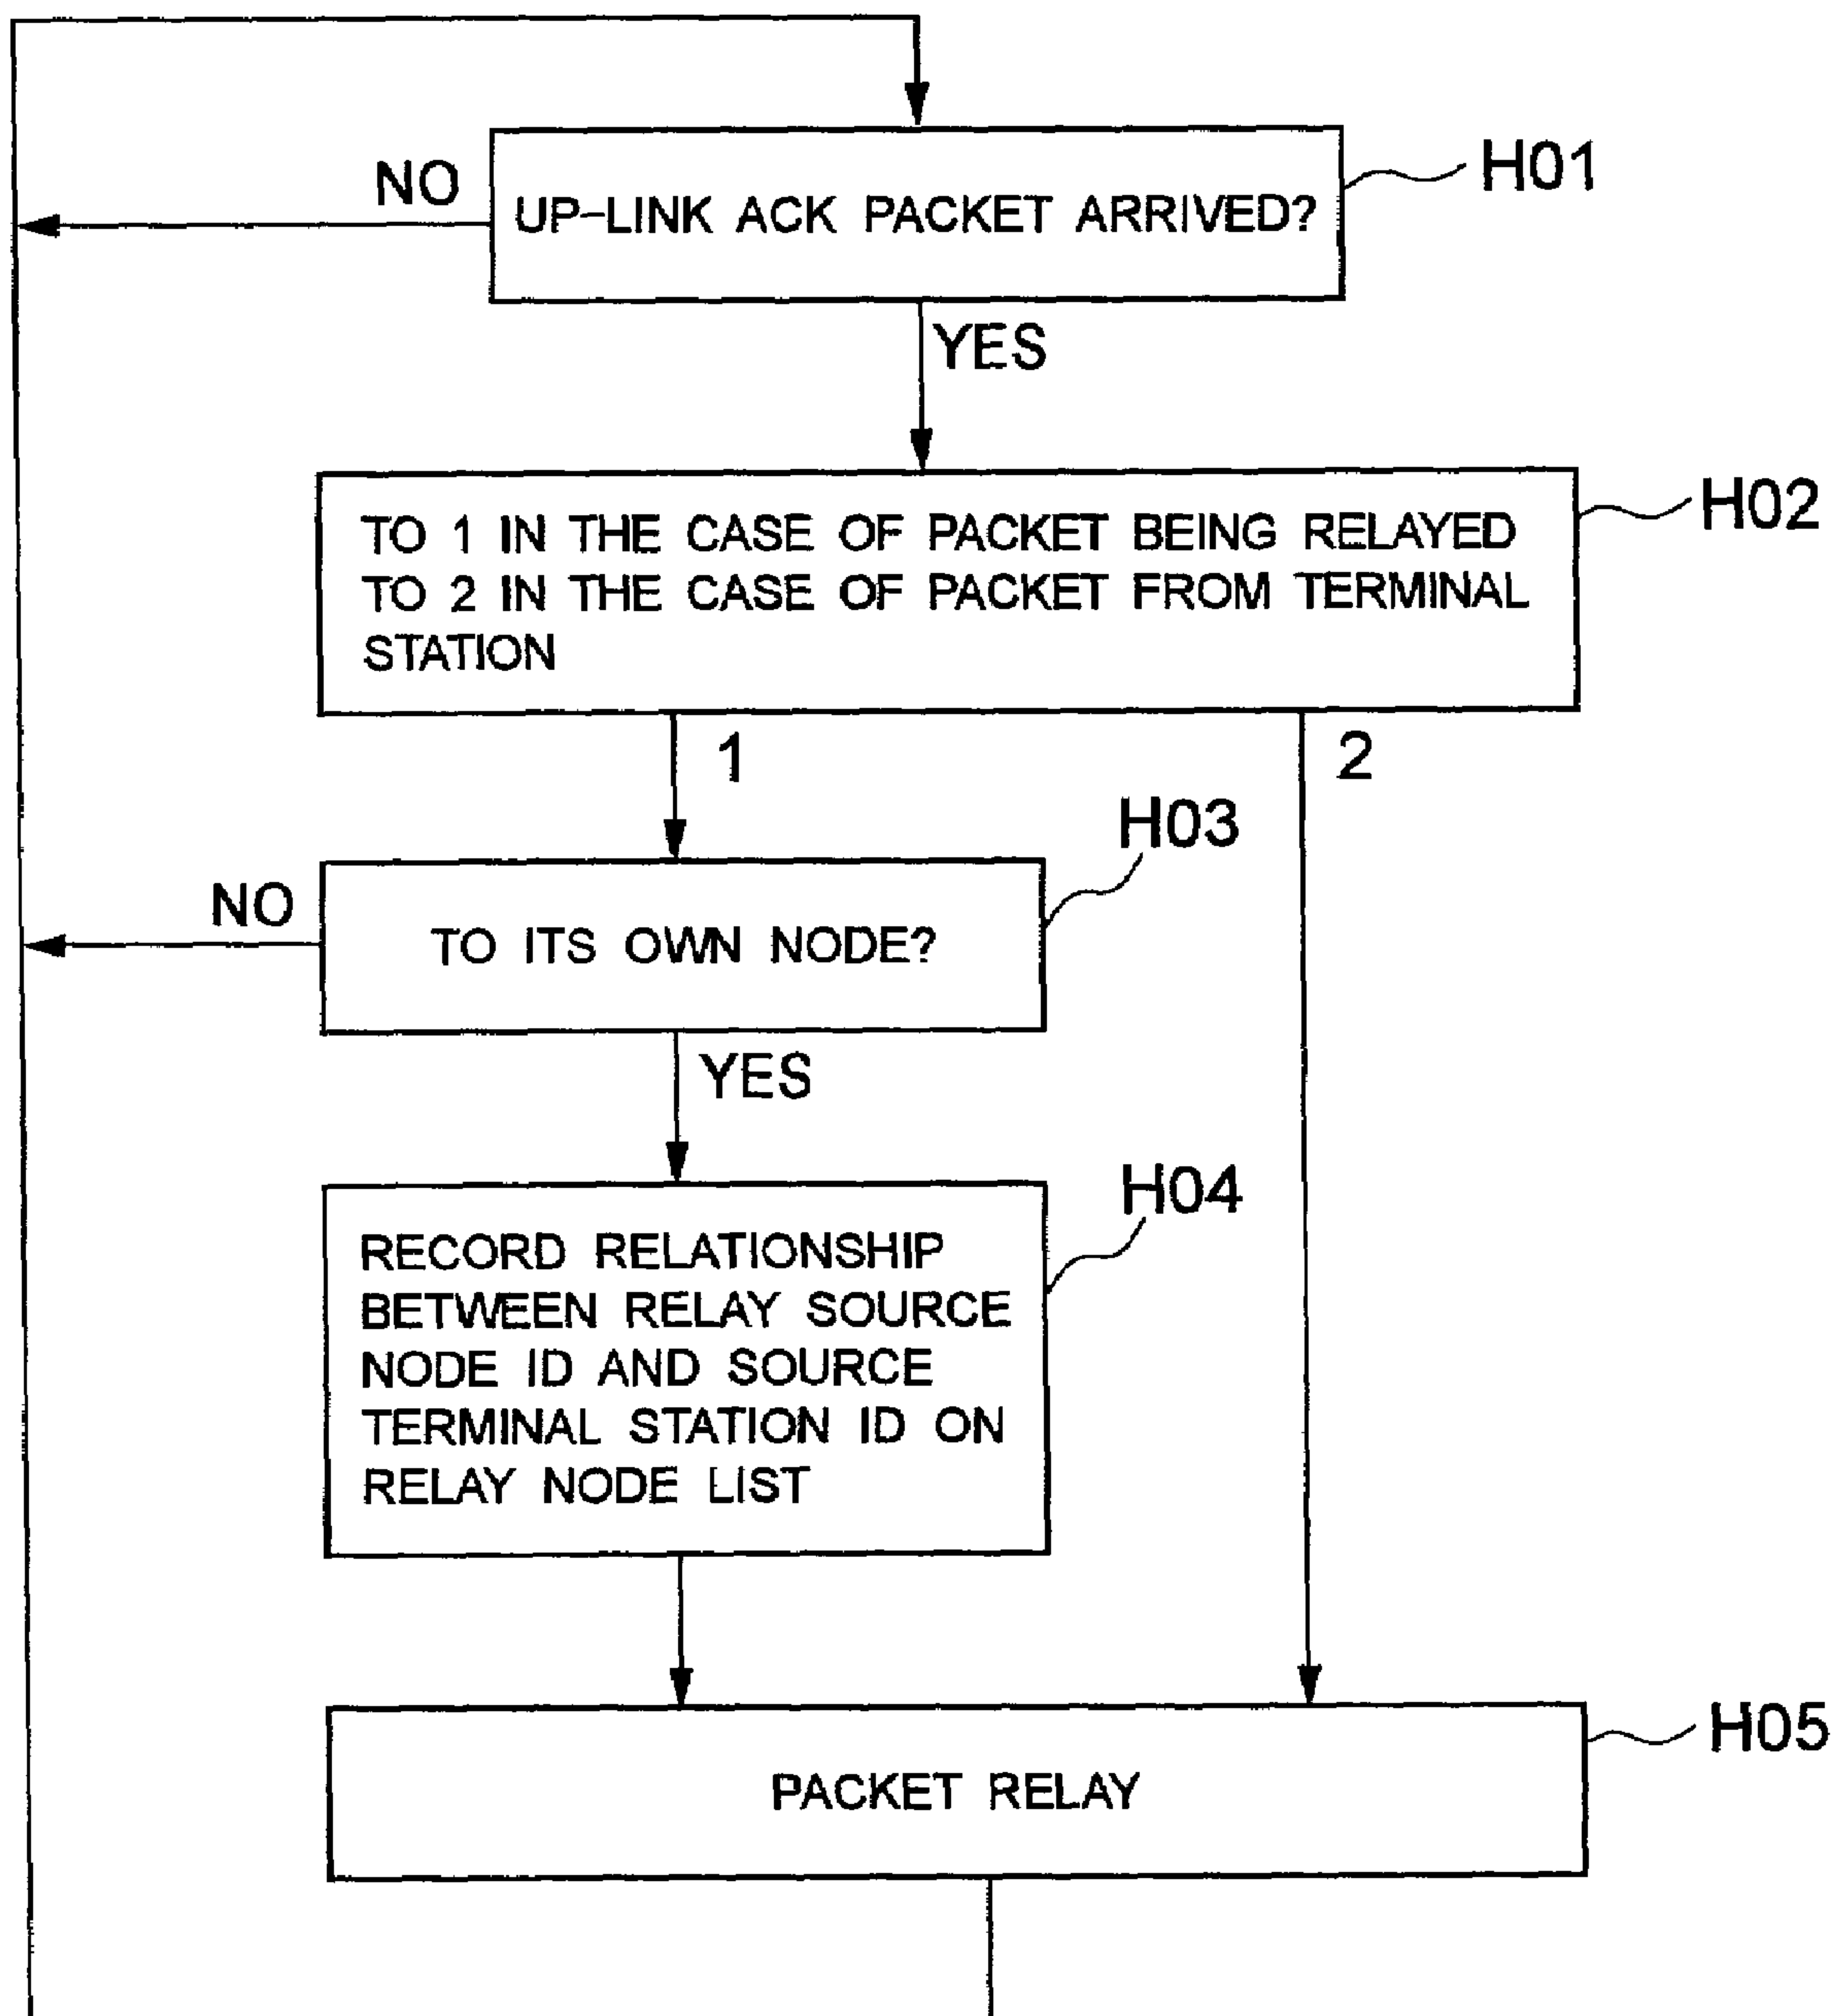 NO
UP-LINK ACK PACKET ARRIVED?
H01
YES
TO 1 IN THE CASE OF PACKET BEING RELAYED
TO 2 IN THE CASE OF PACKET FROM TERMINAL
STATION
H02
1
2
H03
NO
TO ITS OWN NODE?
YES
H04
RECORD RELATIONSHIP
BETWEEN RELAY SOURCE
NODE ID AND SOURCE
TERMINAL STATION ID ON
RELAY NODE LIST
PACKET RELAY
H05